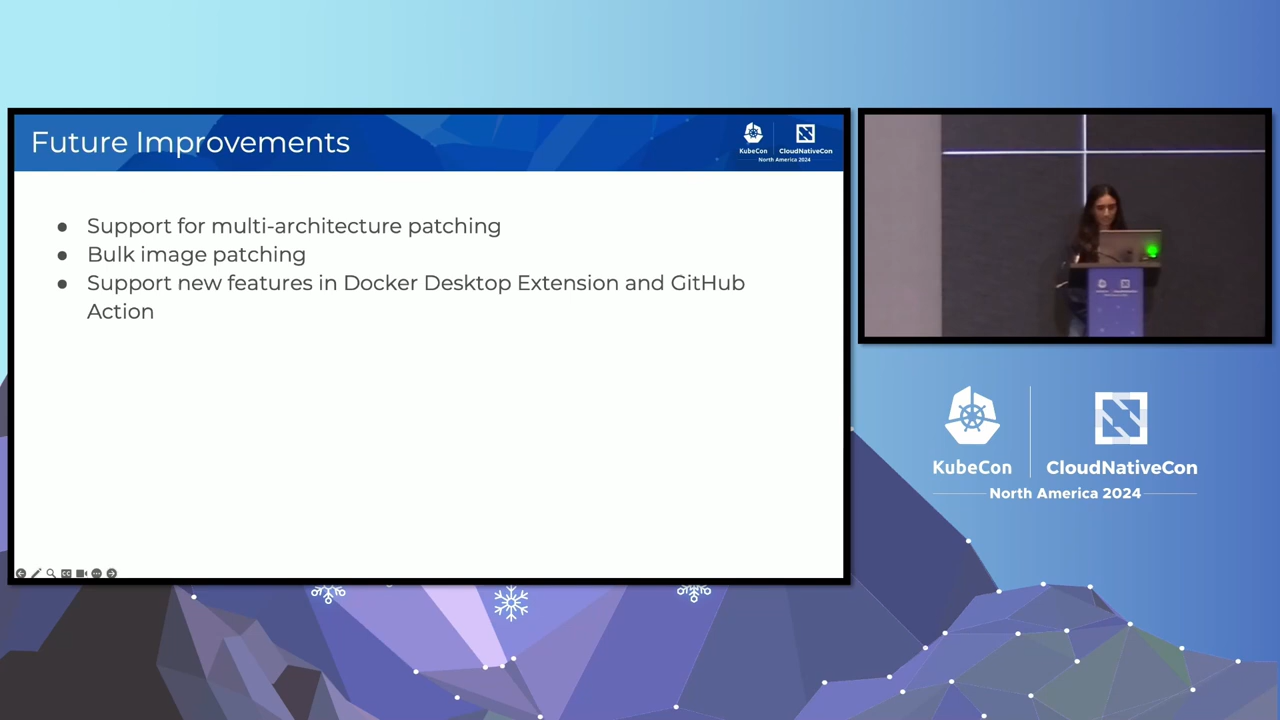 Future Improvements
KubeCon
CloudNativeCon
North America 2024
Support for multi-architecture patching
Bulk image patching
Support new features in Docker Desktop Extension and GitHub
Action
KubeCon
CloudNativeCon
North America 2024